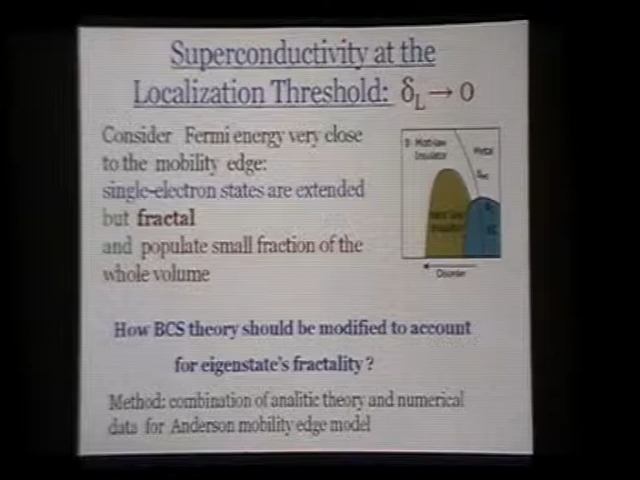 Superconductivity at the
Localization Threshold: δL → 0
Consider Fermi energy very close
to the mobility edge:
single-electron states are extended
but fractal
and populate small fraction of the
whole volume
Insulator
Metal
Disorder
How BCS theory should be modified to account
for eigenstate's fractality ?
Method: combination of analitic theory and numerical
data for Anderson mobility edge model